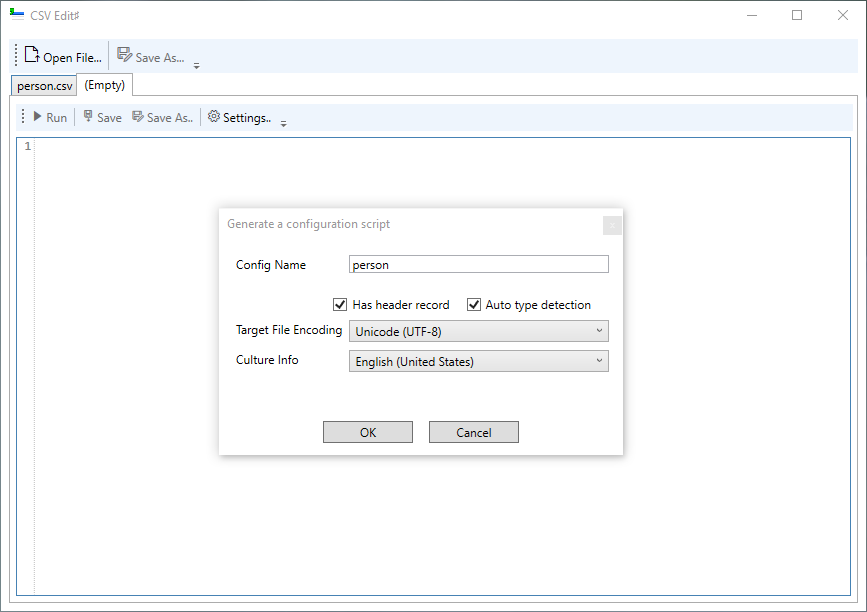 CSV Edit♯
Open File... Save As...
person.csv (Empty)
Run Save Save As.. Settings..
1
Generate a configuration script
Config Name person
Has header record Auto type detection
Target File Encoding Unicode (UTF-8)
Culture Info English (United States)
OK Cancel